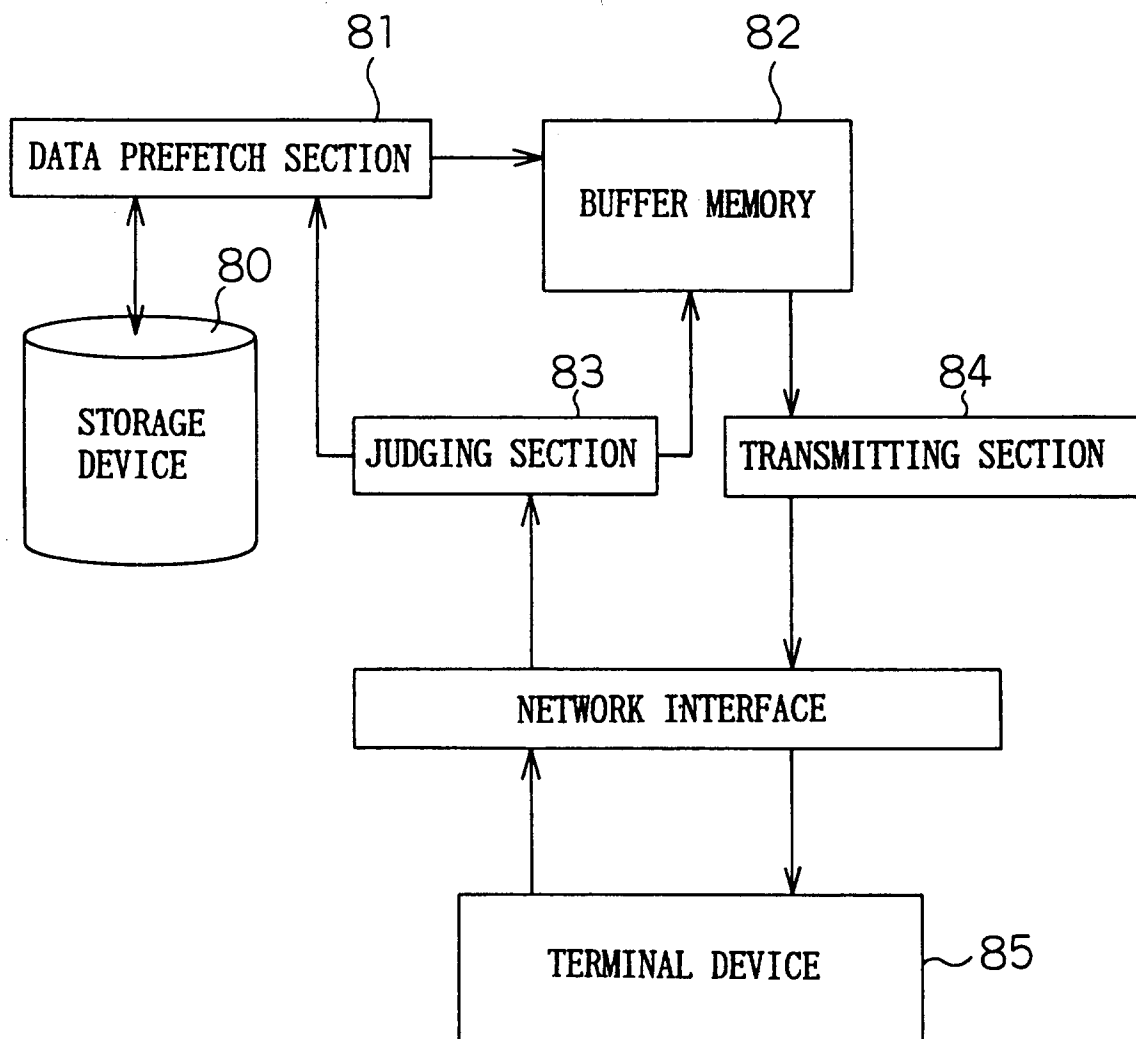 81
82
DATA PREFETCH SECTION
BUFFER MEMORY
80
83
84
STORAGE
DEVICE
JUDGING SECTION
TRANSMITTING SECTION
NETWORK INTERFACE
TERMINAL DEVICE
85